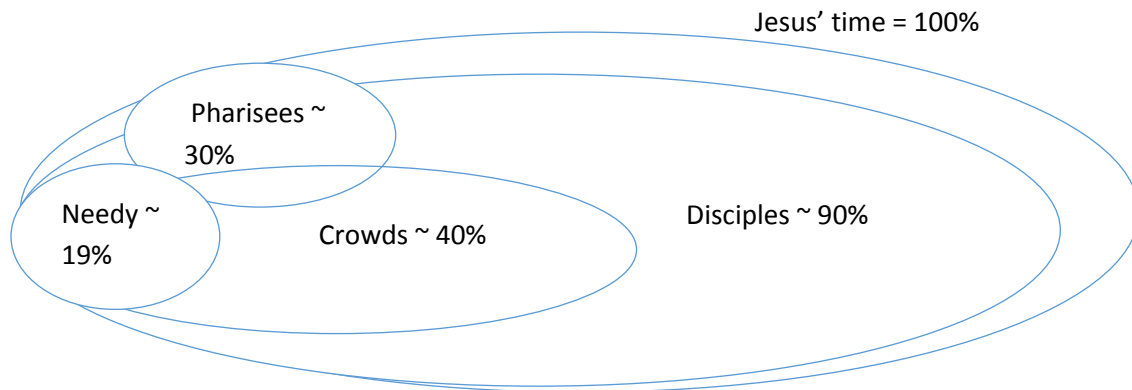 Jesus’ time = 100%
Pharisees ~
30%
Needy ~
19%
Crowds ~ 40%
Disciples ~ 90%